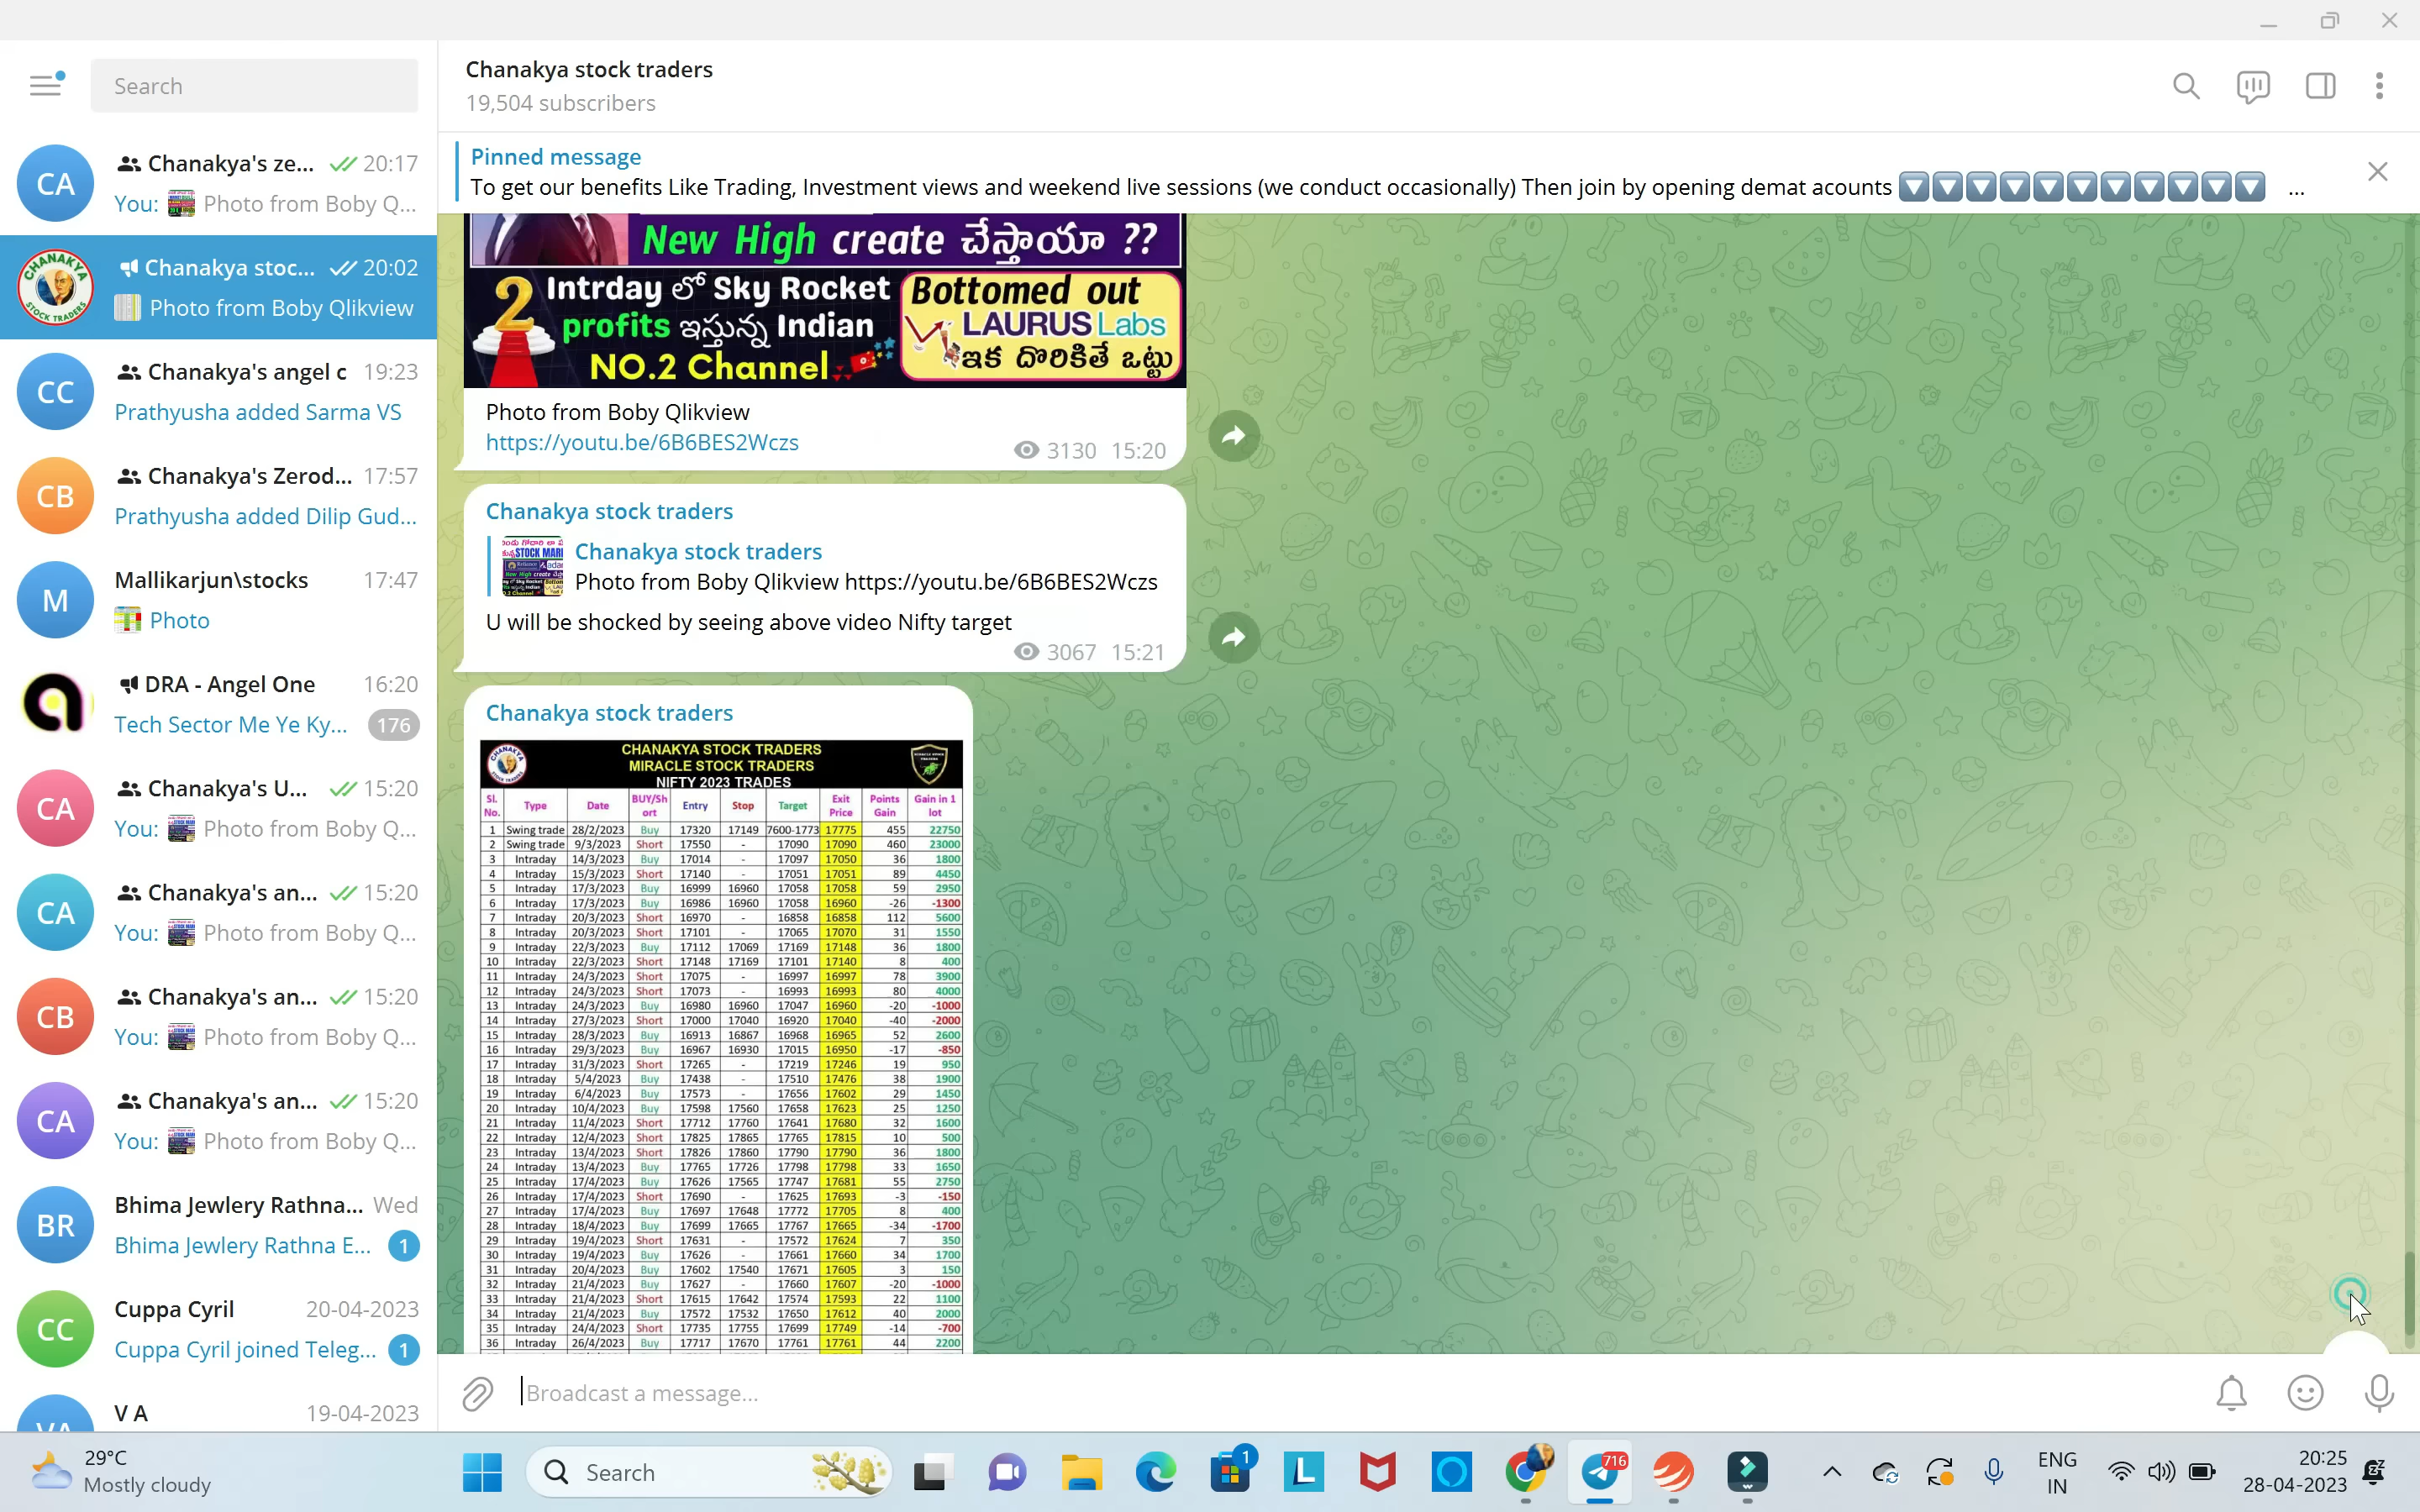 Search
Chanakya stock traders
19,504 subscribers
Pinned message
To get our benefits Like Trading, Investment views and weekend live sessions (we conduct occasionally) Then join by opening demat acounts 🔽🔽🔽🔽🔽🔽🔽🔽🔽🔽🔽 ...
CA
Chanakya's ze... 20:17
You: Photo from Boby Q...
Chanakya stoc... 20:02
Photo from Boby Qlikview
CC
Chanakya's angel c 19:23
Prathyusha added Sarma VS
CB
Chanakya's Zerod... 17:57
Prathyusha added Dilip Gud...
M
Mallikarjun\stocks 17:47
Photo
DRA - Angel One 16:20
Tech Sector Me Ye Ky... 176
CA
Chanakya's U... 15:20
You: Photo from Boby Q...
CA
Chanakya's an... 15:20
You: Photo from Boby Q...
CB
Chanakya's an... 15:20
You: Photo from Boby Q...
CA
Chanakya's an... 15:20
You: Photo from Boby Q...
BR
Bhima Jewlery Rathna... Wed
Bhima Jewlery Rathna E... 1
CC
Cuppa Cyril 20-04-2023
Cuppa Cyril joined Teleg... 1
VA
V A 19-04-2023
New High create చేస్తాయా ??
2
Intrday లో Sky Rocket
profits ఇస్తున్న Indian
NO.2 Channel
Bottomed out
LAURUS Labs
ఇక దొరికితే ఒట్టు
Photo from Boby Qlikview
https://youtu.be/6B6BES2Wczs
3130 15:20
Chanakya stock traders
Chanakya stock traders
Photo from Boby Qlikview https://youtu.be/6B6BES2Wczs
U will be shocked by seeing above video Nifty target
3067 15:21
Chanakya stock traders
CHANAKYA STOCK TRADERS
MIRACLE STOCK TRADERS
NIFTY 2023 TRADES
Sl. No. Type Date BUY/Short Entry Stop Target Exit Price Points Gain Gain in 1 lot
1 Swing trade 28/2/2023 Buy 17320 17149 7600-1773 17775 455 22750
2 Swing trade 9/3/2023 Short 17550 - 17090 17090 460 23000
3 Intraday 14/3/2023 Buy 17014 - 17097 17050 36 1800
4 Intraday 15/3/2023 Short 17140 - 17051 17051 89 4450
5 Intraday 17/3/2023 Buy 16999 16960 17058 17058 59 2950
6 Intraday 17/3/2023 Buy 16986 16960 17058 16960 -26 -1300
7 Intraday 20/3/2023 Short 16970 - 16858 16858 112 5600
8 Intraday 20/3/2023 Short 17101 - 17065 17070 31 1550
9 Intraday 22/3/2023 Buy 17112 17069 17169 17148 36 1800
10 Intraday 22/3/2023 Short 17148 17169 17101 17140 8 400
11 Intraday 24/3/2023 Short 17075 - 16997 16997 78 3900
12 Intraday 24/3/2023 Short 17073 - 16993 16993 80 4000
13 Intraday 24/3/2023 Buy 16980 16960 17047 16960 -20 -1000
14 Intraday 27/3/2023 Short 17000 17040 16920 17040 -40 -2000
15 Intraday 28/3/2023 Buy 16913 16867 16968 16965 52 2600
16 Intraday 29/3/2023 Buy 16967 16930 17015 16950 -17 -850
17 Intraday 31/3/2023 Short 17265 - 17219 17246 19 950
18 Intraday 5/4/2023 Buy 17438 - 17510 17476 38 1900
19 Intraday 6/4/2023 Buy 17573 - 17656 17602 29 1450
20 Intraday 10/4/2023 Buy 17598 17560 17658 17623 25 1250
21 Intraday 11/4/2023 Short 17712 17760 17641 17680 32 1600
22 Intraday 12/4/2023 Short 17825 17865 17765 17815 10 500
23 Intraday 13/4/2023 Short 17826 17860 17790 17790 36 1800
24 Intraday 13/4/2023 Buy 17765 17726 17798 17798 33 1650
25 Intraday 17/4/2023 Buy 17626 17565 17747 17681 55 2750
26 Intraday 17/4/2023 Short 17690 - 17625 17693 -3 -150
27 Intraday 17/4/2023 Buy 17697 17648 17772 17705 8 400
28 Intraday 18/4/2023 Buy 17699 17665 17767 17665 -34 -1700
29 Intraday 19/4/2023 Short 17631 - 17572 17624 7 350
30 Intraday 19/4/2023 Buy 17626 - 17661 17660 34 1700
31 Intraday 20/4/2023 Buy 17602 17540 17671 17605 3 150
32 Intraday 21/4/2023 Buy 17627 - 17660 17607 -20 -1000
33 Intraday 21/4/2023 Short 17615 17642 17574 17593 22 1100
34 Intraday 21/4/2023 Buy 17572 17532 17650 17612 40 2000
35 Intraday 24/4/2023 Short 17735 17755 17699 17749 -14 -700
36 Intraday 26/4/2023 Buy 17717 17670 17761 17761 44 2200
Broadcast a message...
29°C
Mostly cloudy
Search
1
716
ENG
IN
20:25
28-04-2023